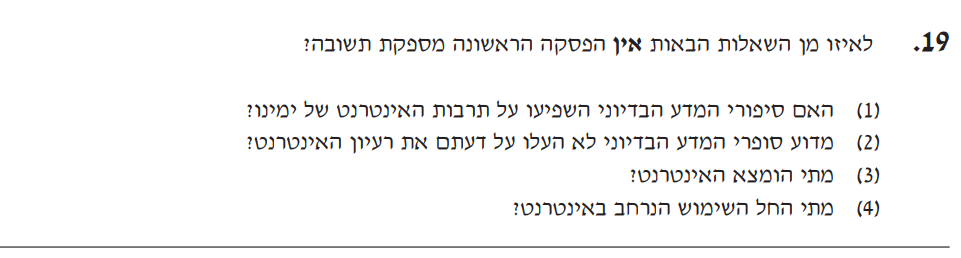 19. לאיזו מן השאלות הבאות אין הפסקה הראשונה מספקת תשובה?
(1) האם סיפורי המדע הבדיוני השפיעו על תרבות האינטרנט של ימינו?
(2) מדוע סופרי המדע הבדיוני לא העלו על דעתם את רעיון האינטרנט?
(3) מתי הומצא האינטרנט?
(4) מתי החל השימוש הנרחב באינטרנט?